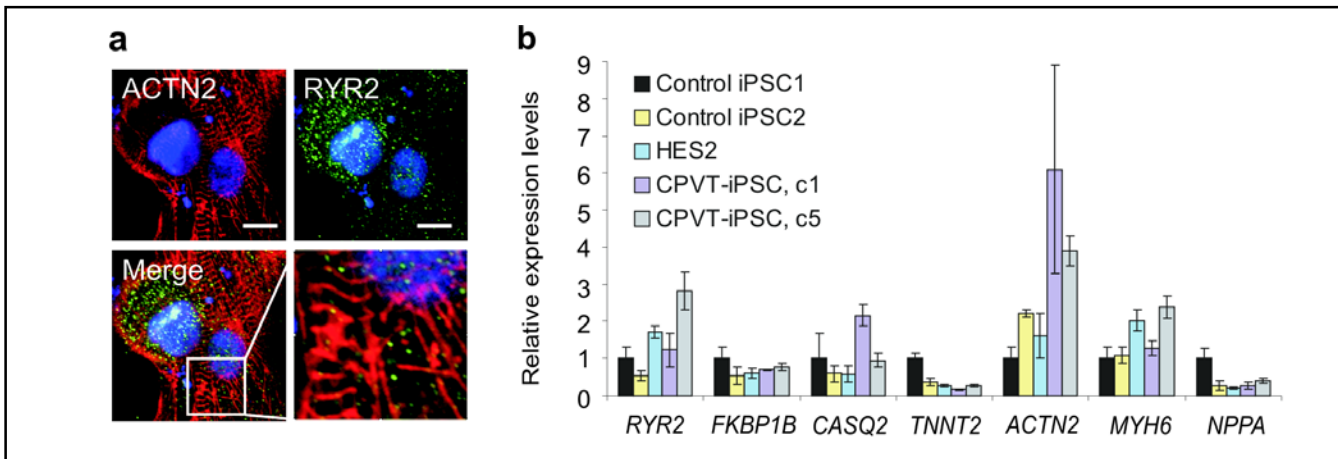 a
ACTN2
RYR2
Merge
b
Relative expression levels
9
8
7
6
5
4
3
2
1
0
Control iPSC1
Control iPSC2
HES2
CPVT-iPSC, c1
CPVT-iPSC, c5
RYR2 FKBP1B CASQ2 TNNT2 ACTN2 MYH6 NPPA